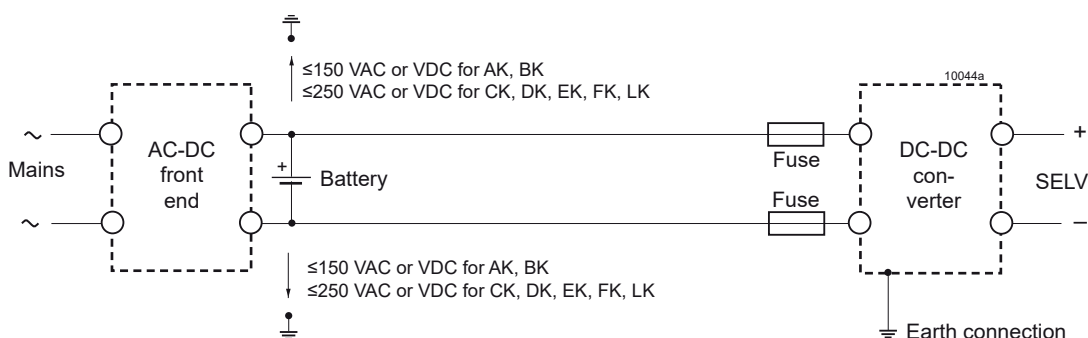 ≤150 VAC or VDC for AK, BK
≤250 VAC or VDC for CK, DK, EK, FK, LK
10044a
~
Mains
~
AC-DC
front
end
+
Battery
Fuse
Fuse
DC-DC
con-
verter
+
SELV
–
≤150 VAC or VDC for AK, BK
≤250 VAC or VDC for CK, DK, EK, FK, LK
Earth connection